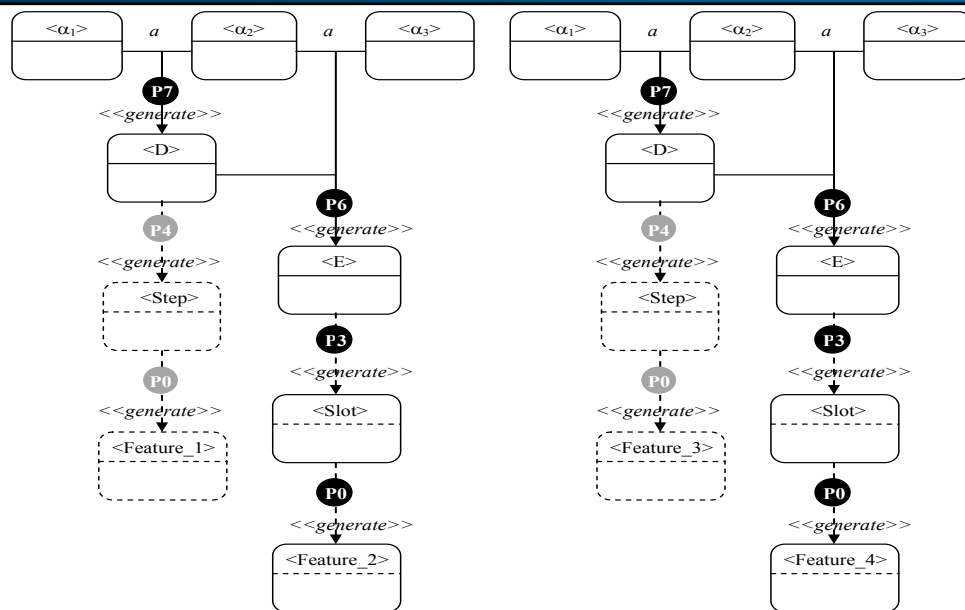 <α₁> a <α₂> a <α₃>
P7
<<generate>>
<D>
P6
P4
<<generate>>
<<generate>>
<E>
<Step>
P3
P0
<<generate>>
<<generate>>
<Slot>
<Feature_1>
P0
<<generate>>
<Feature_2>
<α₁> a <α₂> a <α₃>
P7
<<generate>>
<D>
P6
P4
<<generate>>
<<generate>>
<E>
<Step>
P3
P0
<<generate>>
<<generate>>
<Slot>
<Feature_3>
P0
<<generate>>
<Feature_4>